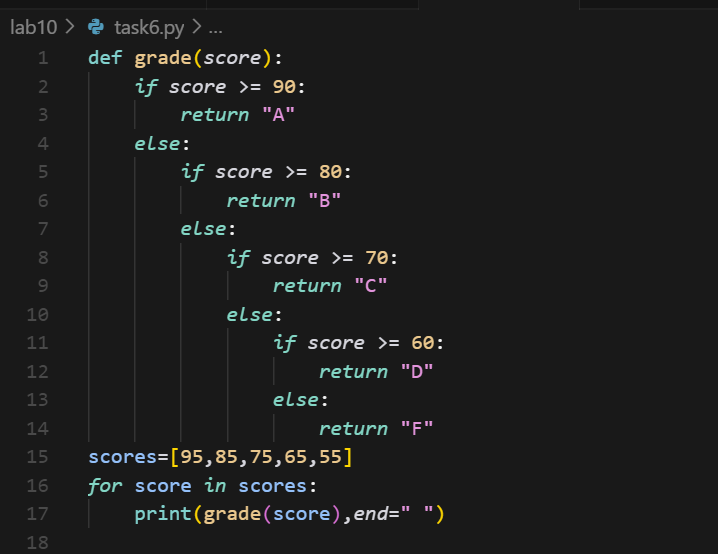 lab10 > task6.py > ...
1 def grade(score):
2     if score >= 90:
3         return "A"
4     else:
5         if score >= 80:
6             return "B"
7         else:
8             if score >= 70:
9                 return "C"
10             else:
11                 if score >= 60:
12                     return "D"
13                 else:
14                     return "F"
15 scores=[95,85,75,65,55]
16 for score in scores:
17     print(grade(score),end=" ")
18